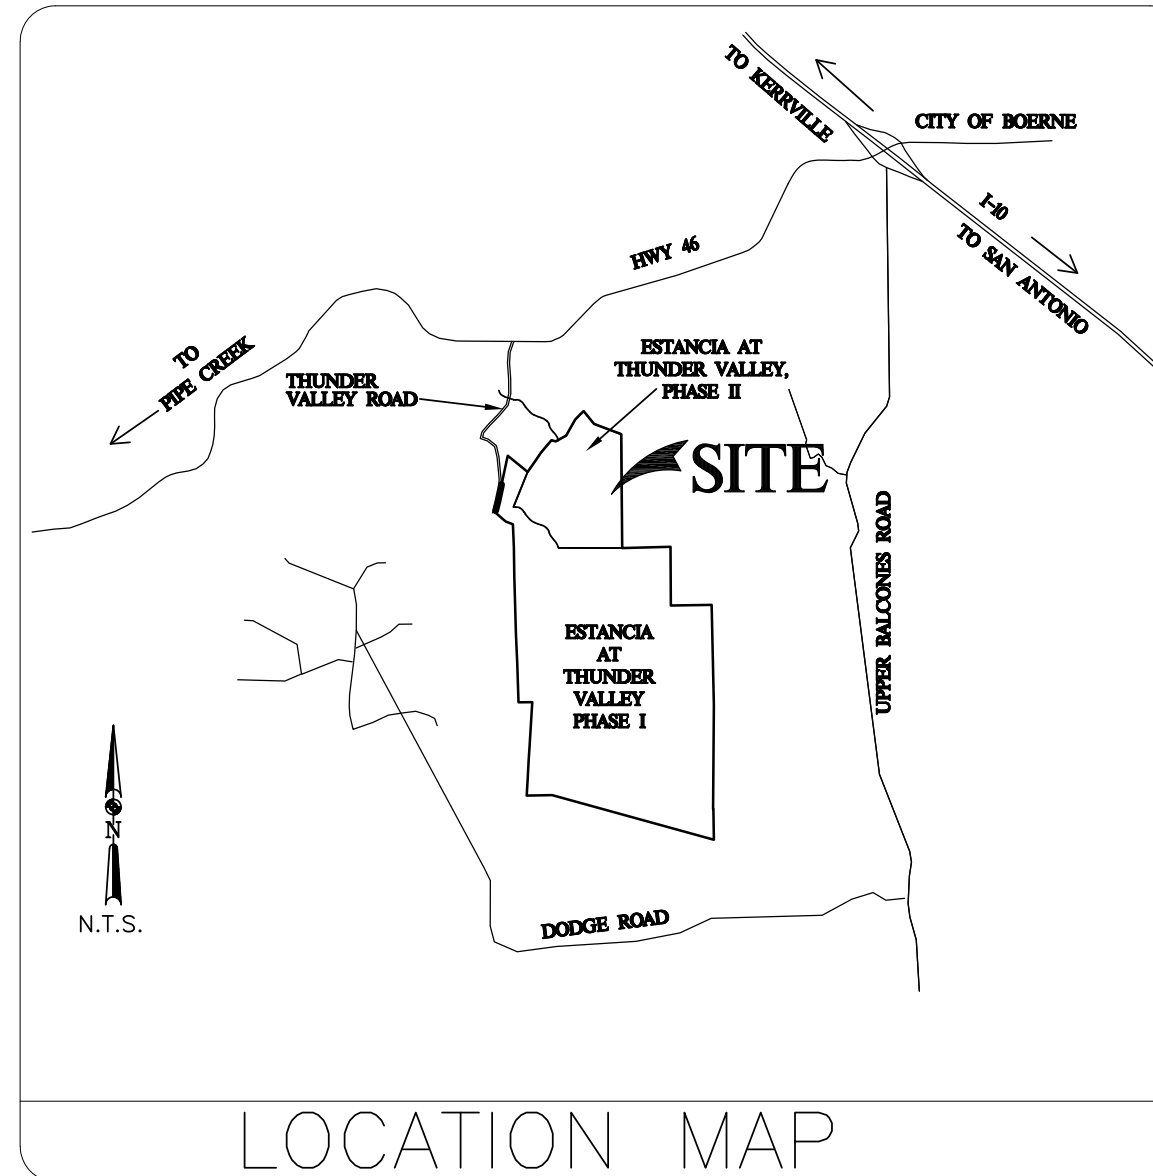 TO KERRVILLE
CITY OF BOERNE
I-10
TO SAN ANTONIO
HWY 46
TO
PIPE CREEK
THUNDER
VALLEY ROAD
ESTANCIA AT
THUNDER VALLEY,
PHASE II
SITE
UPPER BALCONES ROAD
ESTANCIA
AT
THUNDER
VALLEY
PHASE I
N
N.T.S.
DODGE ROAD
LOCATION MAP